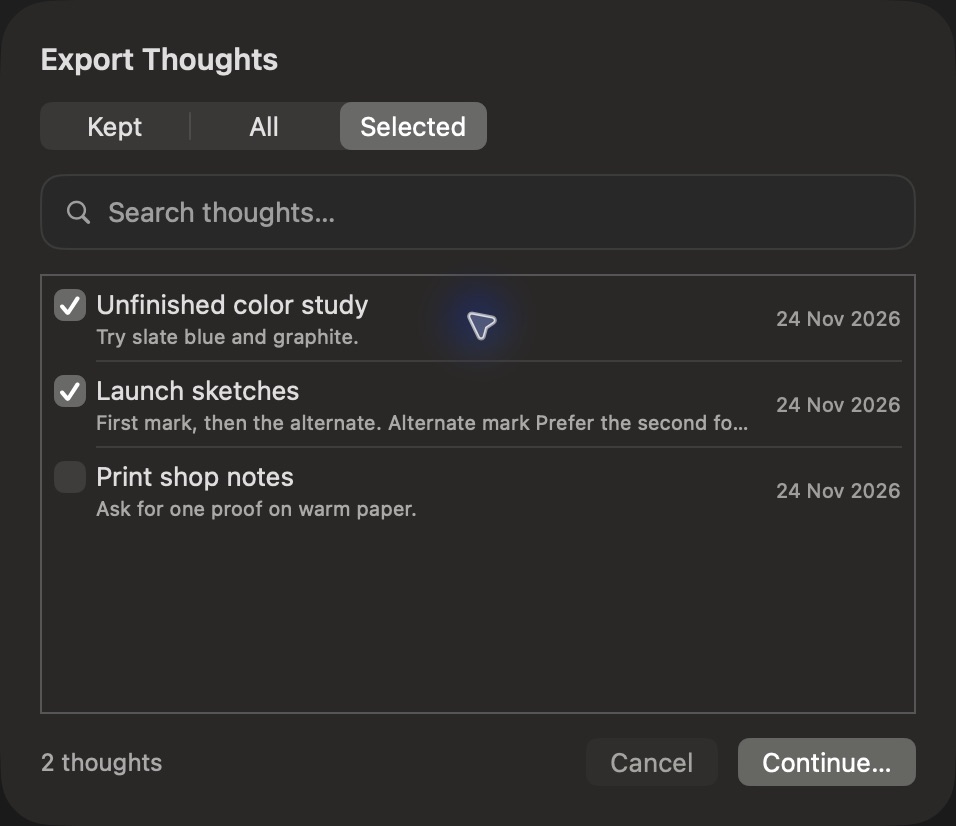 Export Thoughts
Kept
All
Selected
Search thoughts...
Unfinished color study
Try slate blue and graphite.
24 Nov 2026
Launch sketches
First mark, then the alternate. Alternate mark Prefer the second fo...
24 Nov 2026
Print shop notes
Ask for one proof on warm paper.
24 Nov 2026
2 thoughts
Cancel
Continue...